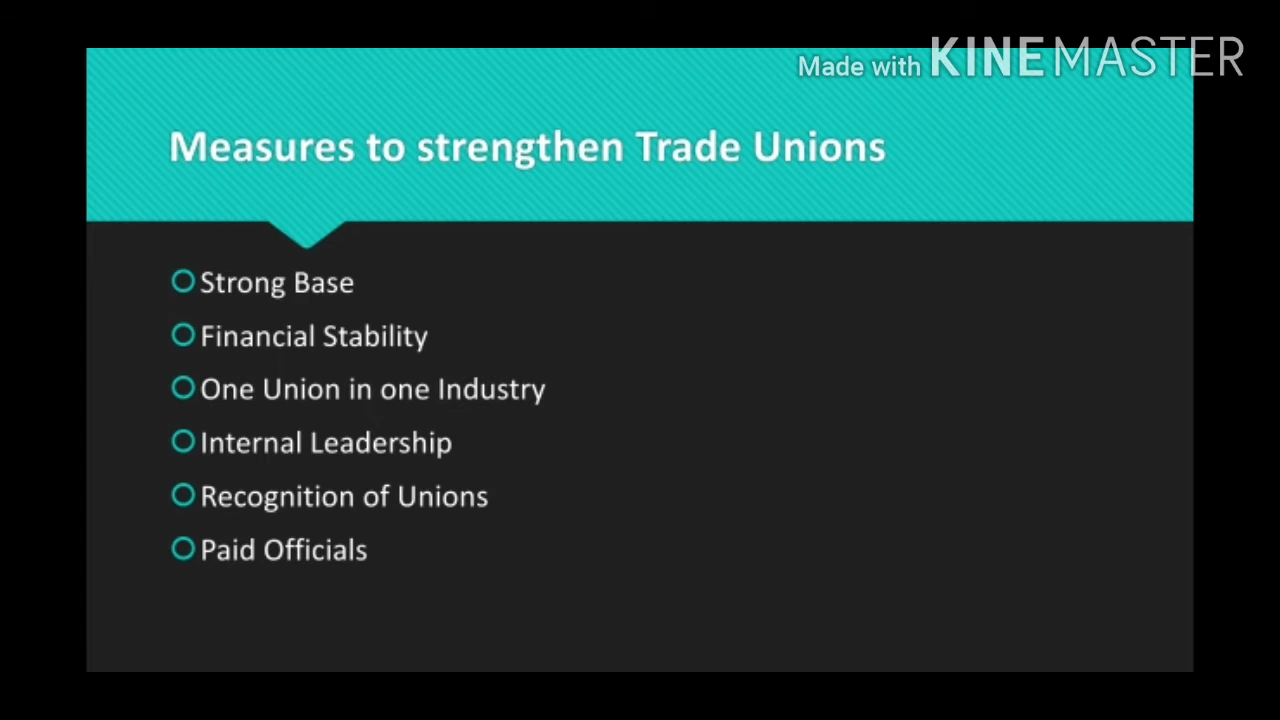 Made with KINEMASTER
Measures to strengthen Trade Unions
Strong Base
Financial Stability
One Union in one Industry
Internal Leadership
Recognition of Unions
Paid Officials